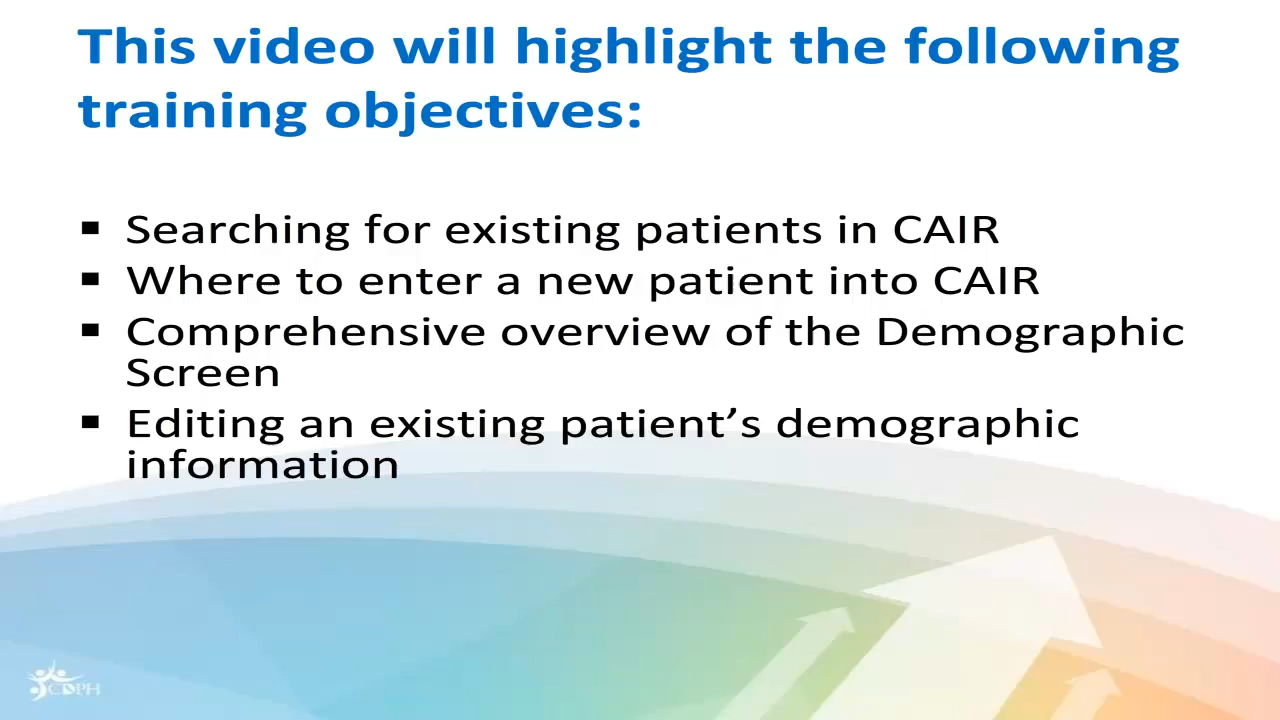 This video will highlight the following
training objectives:
▪ Searching for existing patients in CAIR
▪ Where to enter a new patient into CAIR
▪ Comprehensive overview of the Demographic
Screen
▪ Editing an existing patient’s demographic
information
CDPH